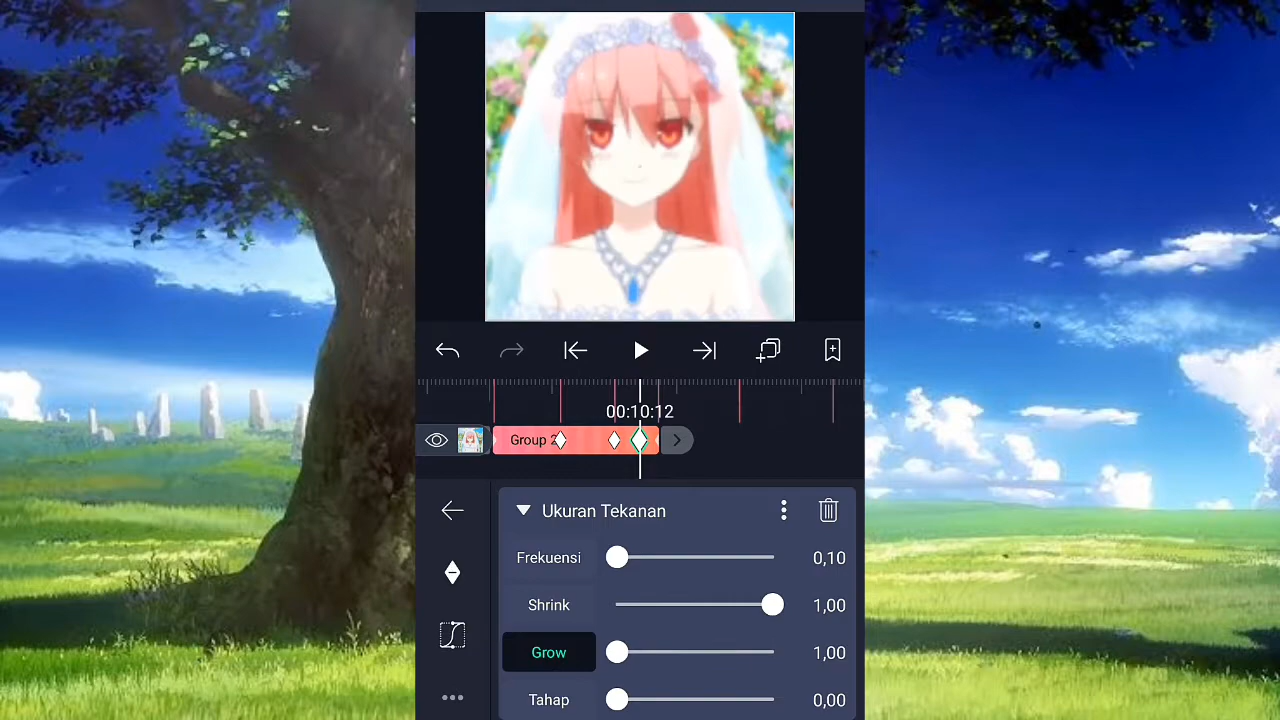 00:10:12
Group 2
Ukuran Tekanan
Frekuensi 0,10
Shrink 1,00
Grow 1,00
Tahap 0,00